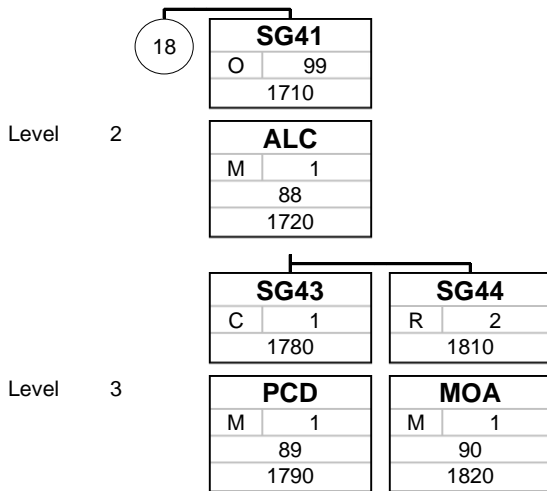 18
SG41
O 99
1710
Level 2
ALC
M 1
88
1720
SG43 SG44
C 1 R 2
1780 1810
Level 3
PCD MOA
M 1 M 1
89 90
1790 1820